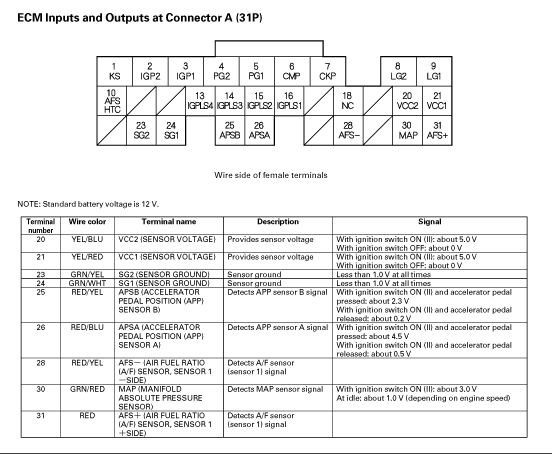 ECM Inputs and Outputs at Connector A (31P)
1 2 3 4 5 6 7 8 9
KS IGP2 IGP1 PG2 PG1 CMP CKP LG2 LG1
10 13 14 15 16 18 20 21
AFS HTC IGPLS4 IGPLS3 IGPLS2 IGPLS1 NC VCC2 VCC1
23 24 25 26 28 30 31
SG2 SG1 APSB APSA AFS− MAP AFS+
Wire side of female terminals
NOTE: Standard battery voltage is 12 V.
Terminal number Wire color Terminal name Description Signal
20 YEL/BLU VCC2 (SENSOR VOLTAGE) Provides sensor voltage With ignition switch ON (II): about 5.0 V
With ignition switch OFF: about 0 V
21 YEL/RED VCC1 (SENSOR VOLTAGE) Provides sensor voltage With ignition switch ON (II): about 5.0 V
With ignition switch OFF: about 0 V
23 GRN/YEL SG2 (SENSOR GROUND) Sensor ground Less than 1.0 V at all times
24 GRN/WHT SG1 (SENSOR GROUND) Sensor ground Less than 1.0 V at all times
25 RED/YEL APSB (ACCELERATOR Detects APP sensor B signal With ignition switch ON (II) and accelerator pedal
PEDAL POSITION (APP) pressed: about 2.3 V
SENSOR B) With ignition switch ON (II) and accelerator pedal
released: about 0.2 V
26 RED/BLU APSA (ACCELERATOR Detects APP sensor A signal With ignition switch ON (II) and accelerator pedal
PEDAL POSITION (APP) pressed: about 4.5 V
SENSOR A) With ignition switch ON (II) and accelerator pedal
released: about 0.5 V
28 RED/YEL AFS− (AIR FUEL RATIO Detects A/F sensor
(A/F) SENSOR, SENSOR 1 (sensor 1) signal
−SIDE)
30 GRN/RED MAP (MANIFOLD Detects MAP sensor signal With ignition switch ON (II): about 3.0 V
ABSOLUTE PRESSURE At idle: about 1.0 V (depending on engine speed)
SENSOR)
31 RED AFS+ (AIR FUEL RATIO Detects A/F sensor
(A/F) SENSOR, SENSOR 1 (sensor 1) signal
+SIDE)